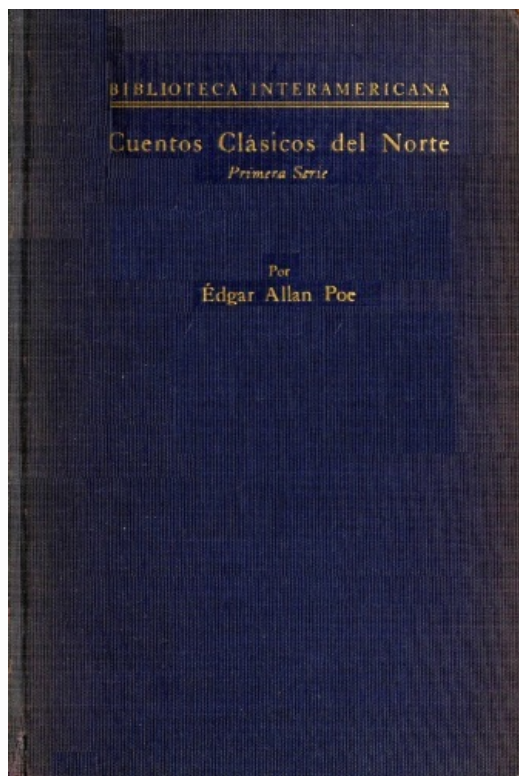 BIBLIOTECA INTERAMERICANA
Cuentos Clásicos del Norte
Primera Serie
Por
Édgar Allan Poe